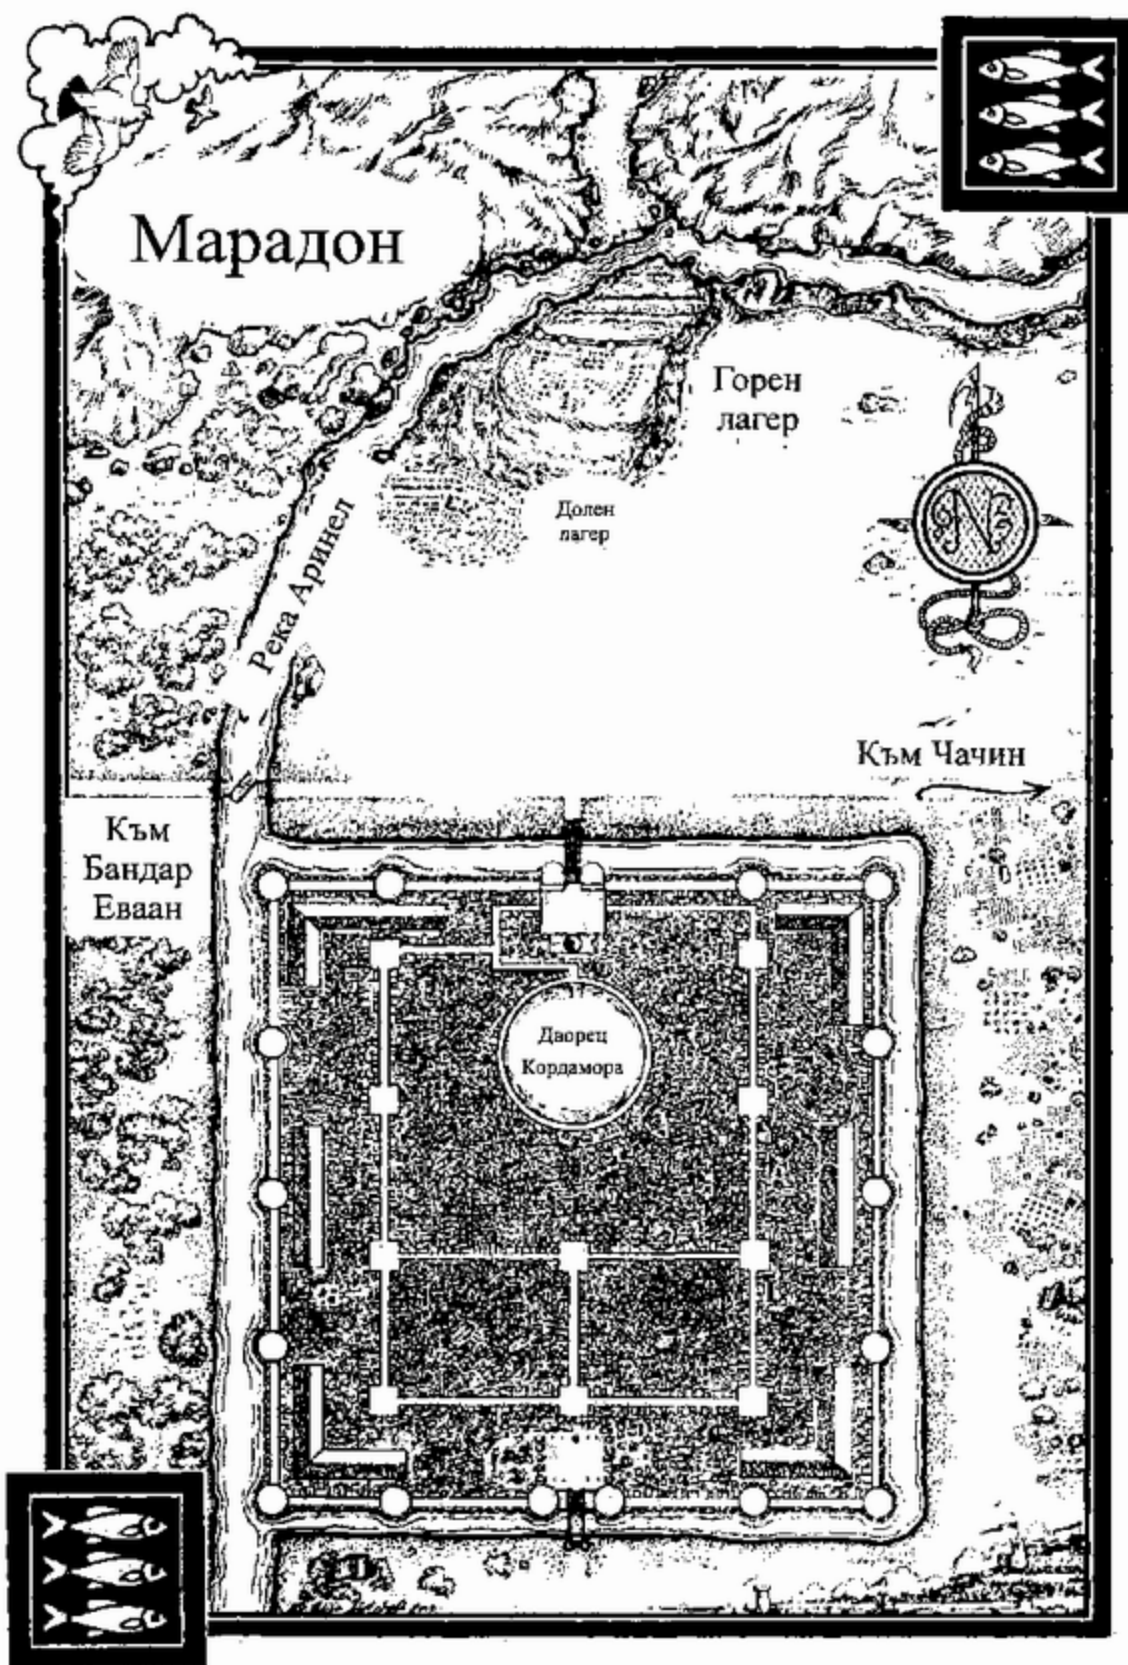 Марадон
Горен
лагер
Долен
лагер
Река Аринел
N
Към Чачин
Към
Бандар
Еваан
Дворец
Кордамора